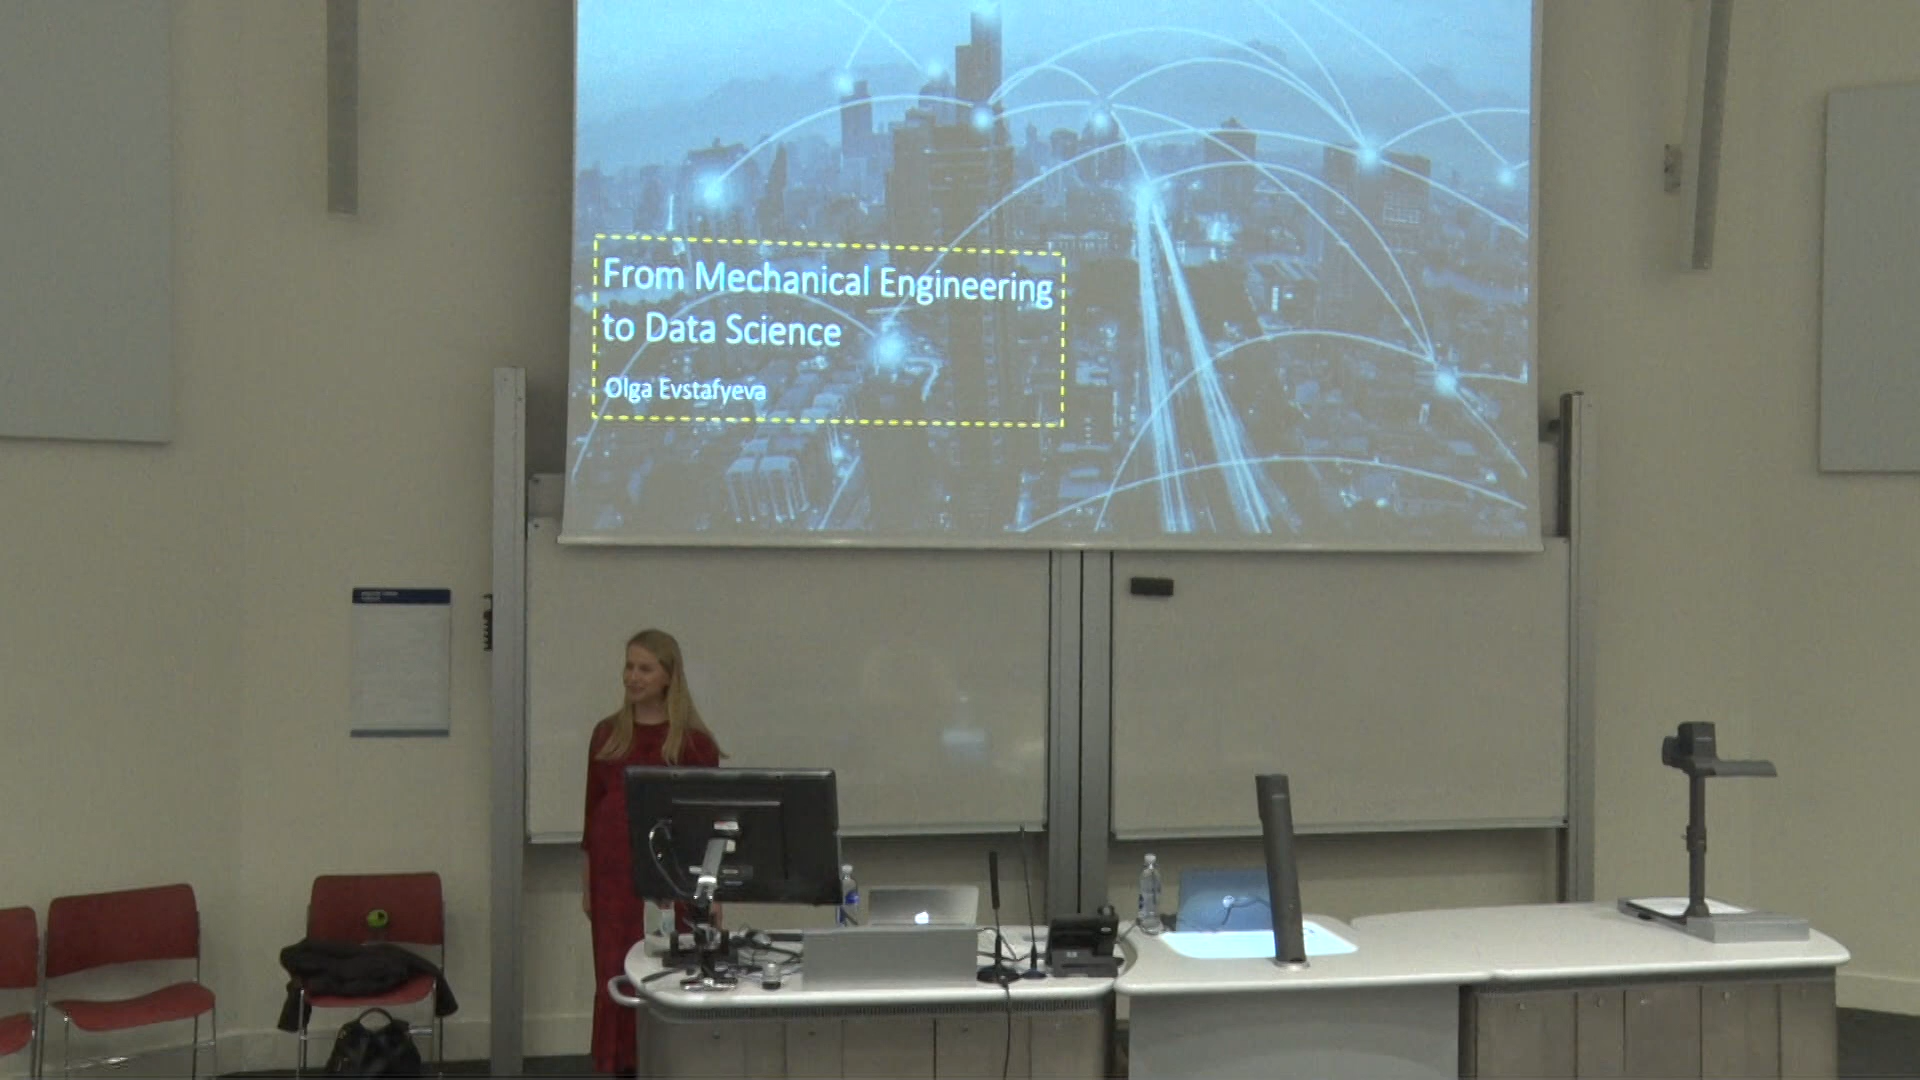 From Mechanical Engineering
to Data Science
Olga Evstafyeva